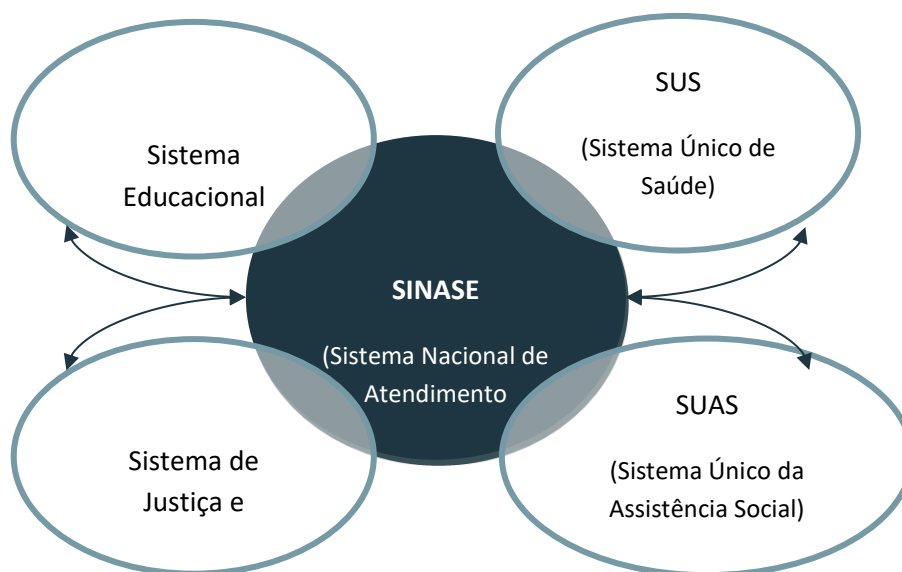 Sistema
Educacional
SUS
(Sistema Único de
Saúde)
SINASE
(Sistema Nacional de
Atendimento
Sistema de
Justiça e
SUAS
(Sistema Único da
Assistência Social)